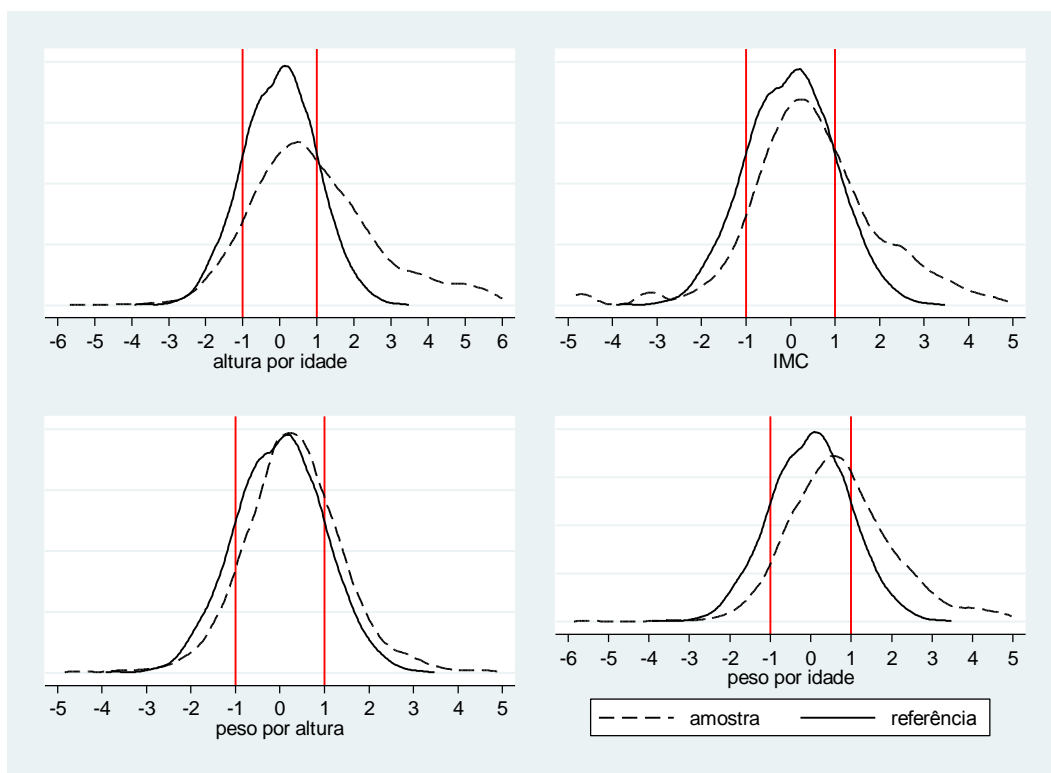 -6 -5 -4 -3 -2 -1 0 1 2 3 4 5 6
altura por idade
-5 -4 -3 -2 -1 0 1 2 3 4 5
IMC
-5 -4 -3 -2 -1 0 1 2 3 4 5
peso por altura
-6 -5 -4 -3 -2 -1 0 1 2 3 4 5
peso por idade
amostra referência